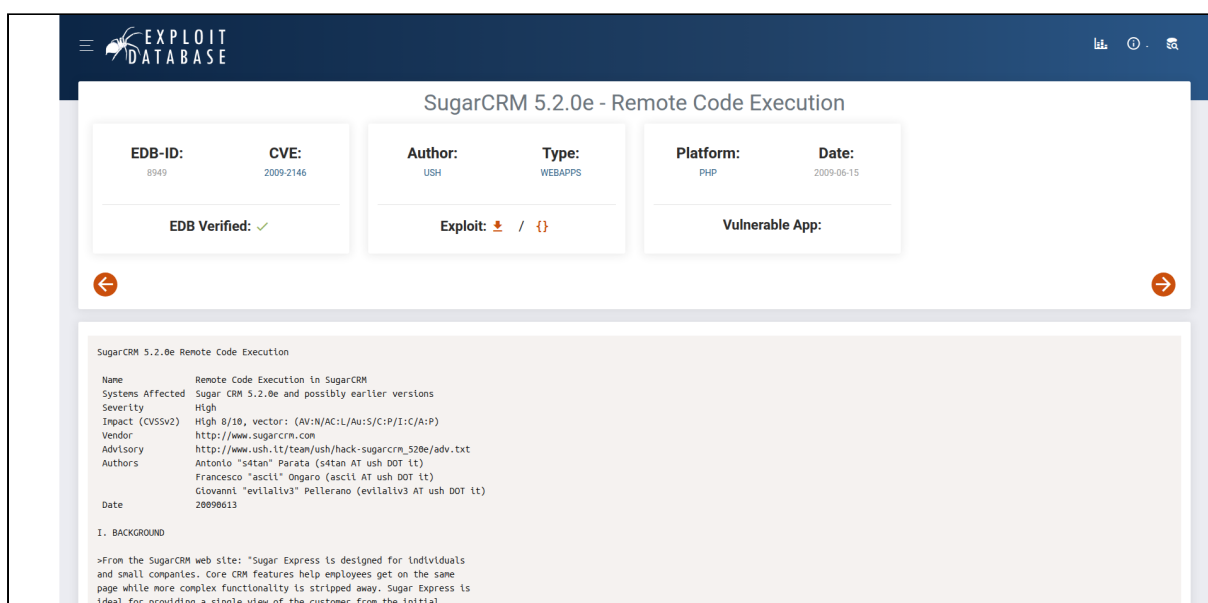 EXPLOIT
DATABASE
SugarCRM 5.2.0e - Remote Code Execution
EDB-ID:
8949
CVE:
2009-2146
Author:
USH
Type:
WEBAPPS
Platform:
PHP
Date:
2009-06-15
EDB Verified:
Exploit: / {}
Vulnerable App:
SugarCRM 5.2.0e Remote Code Execution
Name Remote Code Execution in SugarCRM
Systems Affected Sugar CRM 5.2.0e and possibly earlier versions
Severity High
Impact (CVSSv2) High 8/10, vector: (AV:N/AC:L/Au:S/C:P/I:C/A:P)
Vendor http://www.sugarcrm.com
Advisory http://www.ush.it/team/ush/hack-sugarcrm_520e/adv.txt
Authors Antonio "s4tan" Parata (s4tan AT ush DOT it)
Francesco "ascii" Ongaro (ascii AT ush DOT it)
Giovanni "evilaliv3" Pellerano (evilaliv3 AT ush DOT it)
Date 20090613
I. BACKGROUND
>From the SugarCRM web site: "Sugar Express is designed for individuals
and small companies. Core CRM features help employees get on the same
page while more complex functionality is stripped away. Sugar Express is
ideal for providing a single view of the customer from the initial